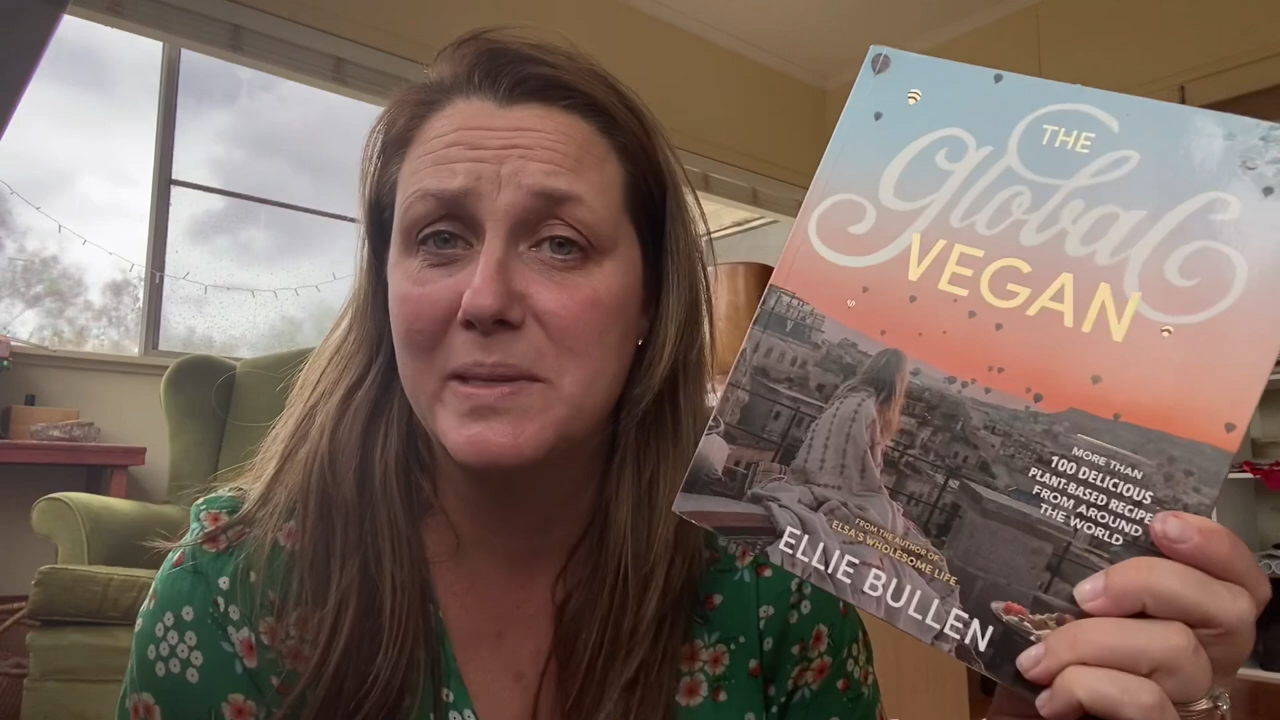 THE
global
VEGAN
MORE THAN
100 DELICIOUS
PLANT-BASED RECIPE
FROM AROUND
THE WORLD
FROM THE AUTHOR OF
ELSA'S WHOLESOME LIFE
ELLIE BULLEN